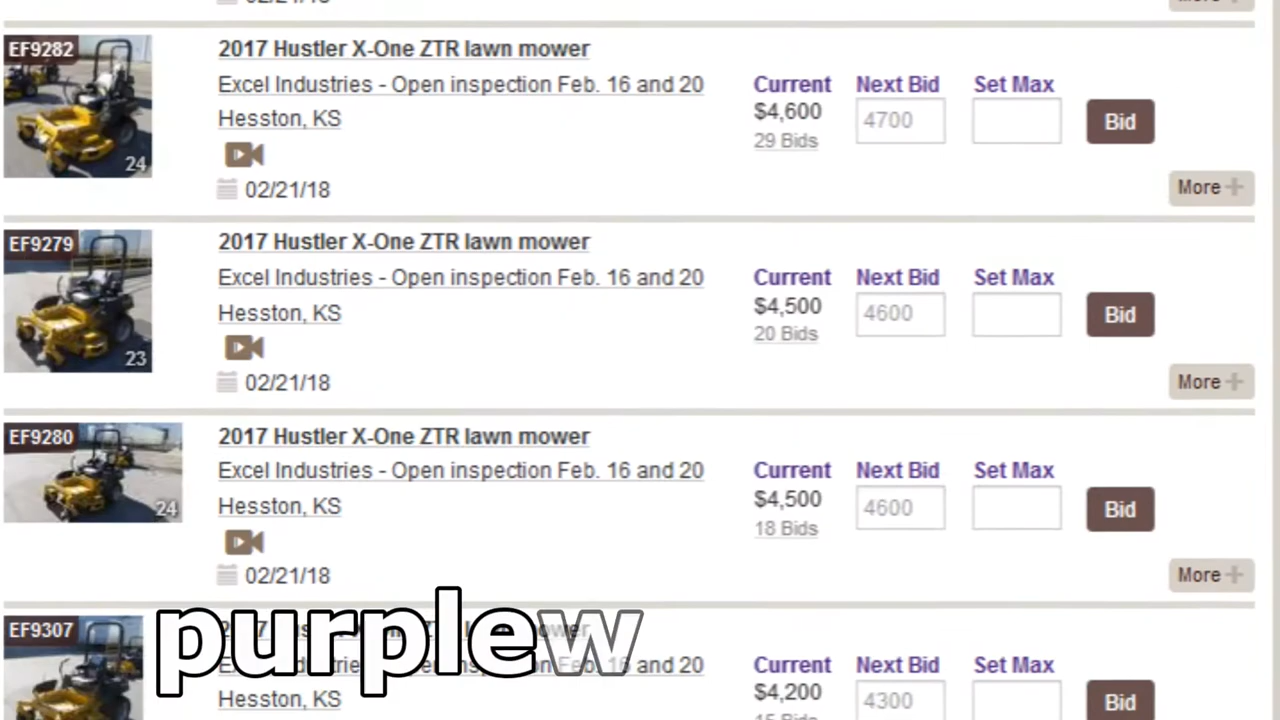 More
EF9282
2017 Hustler X-One ZTR lawn mower
Excel Industries - Open inspection Feb. 16 and 20
Hesston, KS
24
02/21/18
Current
$4,600
29 Bids
Next Bid
4700
Set Max
Bid
More
EF9279
2017 Hustler X-One ZTR lawn mower
Excel Industries - Open inspection Feb. 16 and 20
Hesston, KS
23
02/21/18
Current
$4,500
20 Bids
Next Bid
4600
Set Max
Bid
More
EF9280
2017 Hustler X-One ZTR lawn mower
Excel Industries - Open inspection Feb. 16 and 20
Hesston, KS
24
02/21/18
Current
$4,500
18 Bids
Next Bid
4600
Set Max
Bid
More
EF9307
Feb. 16 and 20
Hesston, KS
Current
$4,200
Next Bid
4300
Set Max
Bid
purplew